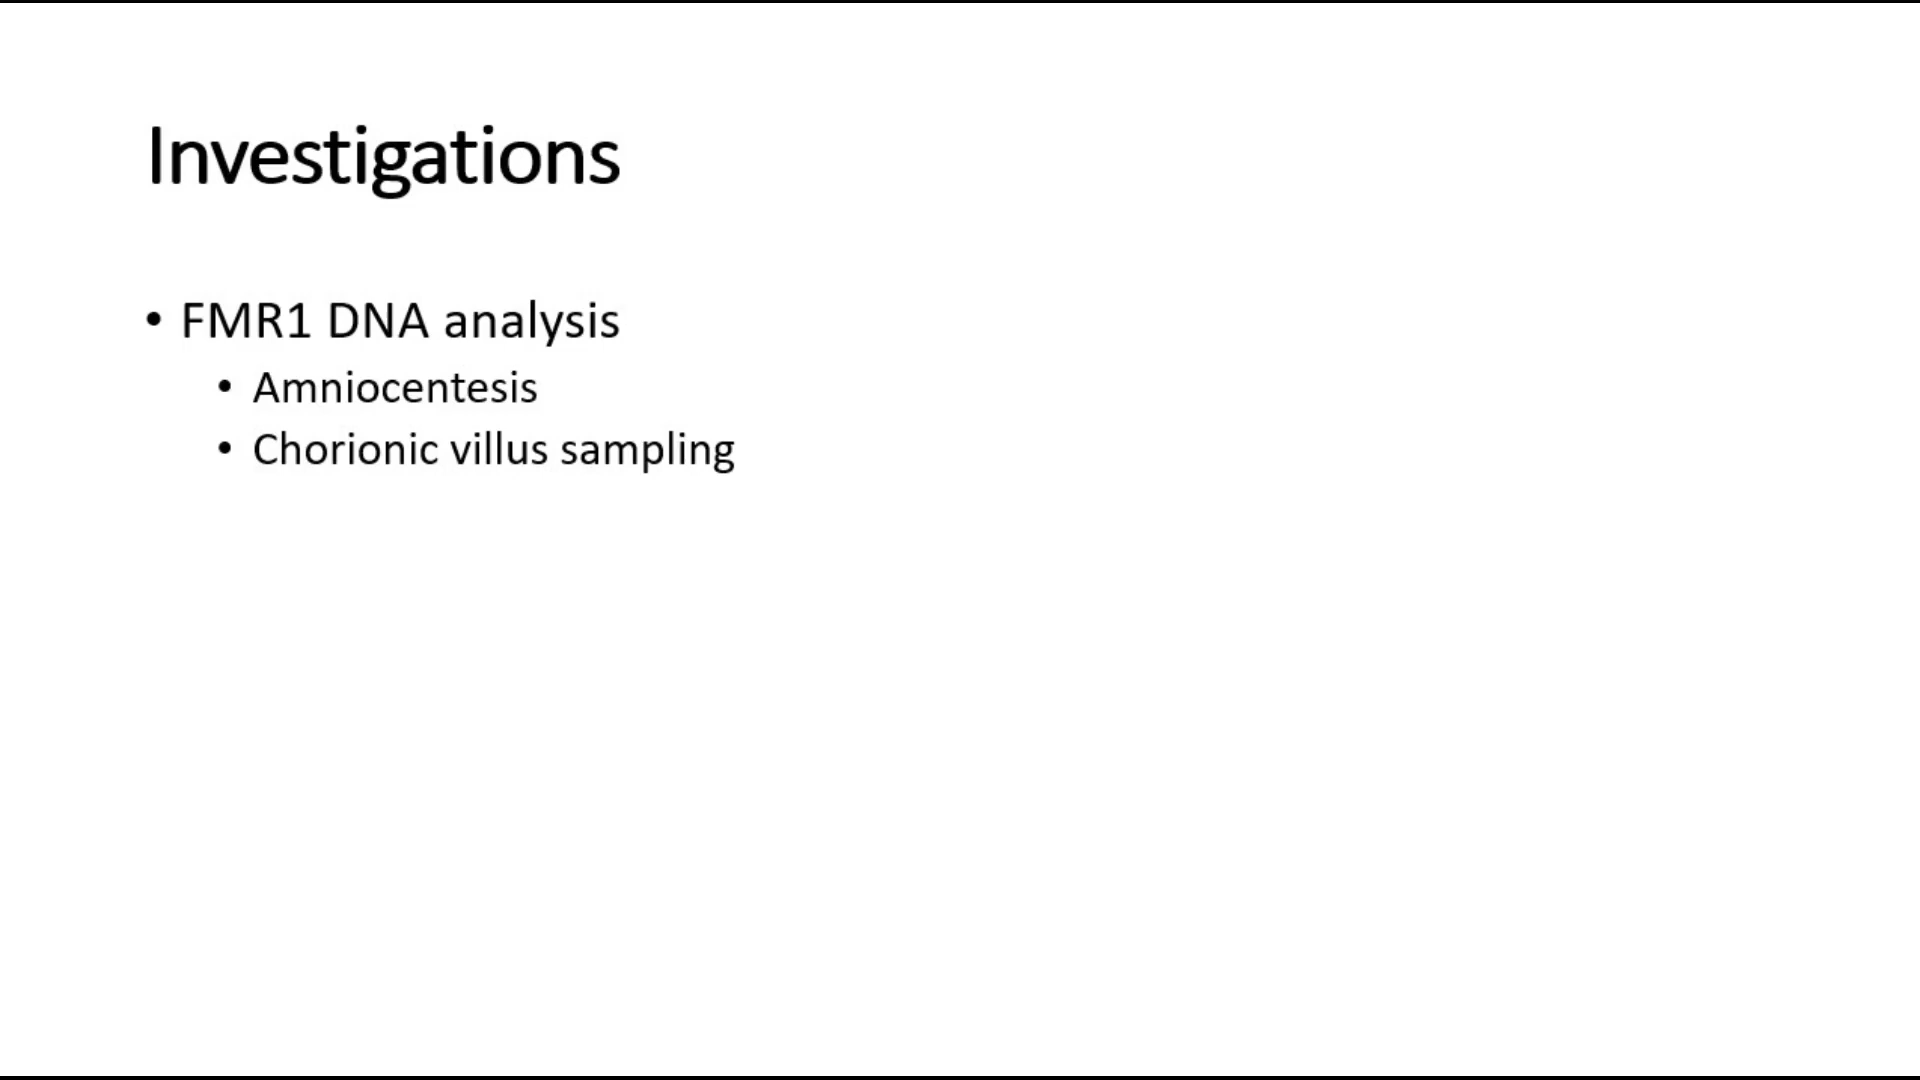 Investigations
• FMR1 DNA analysis
• Amniocentesis
• Chorionic villus sampling